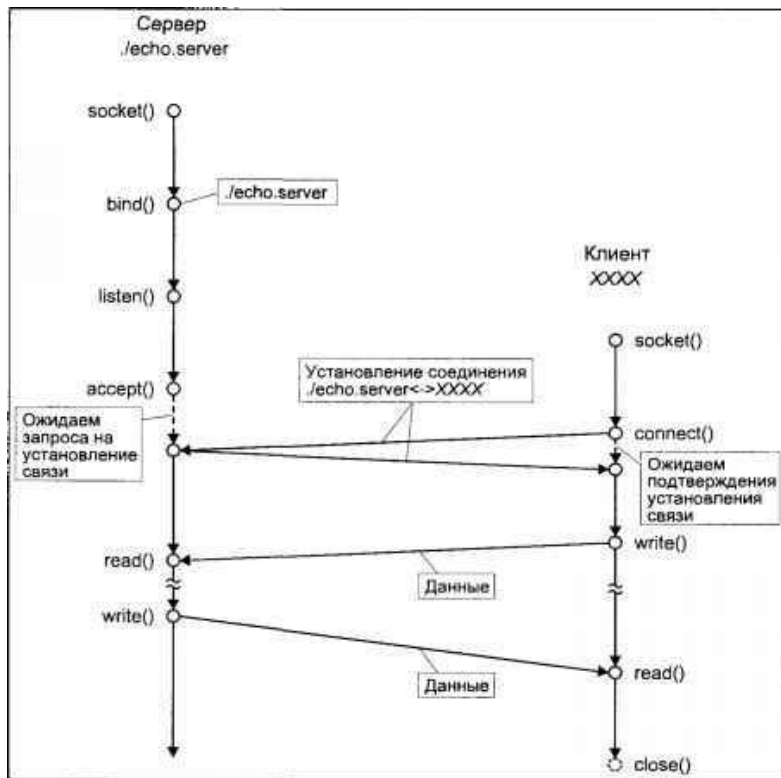 Сервер
./echo.server
socket()
bind()
./echo.server
listen()
Клиент
XXXX
socket()
accept()
Установление соединения
./echo.server<->XXXX
Ожидаем
запроса на
установление
связи
connect()
Ожидаем
подтверждения
установления
связи
write()
read()
Данные
write()
Данные
read()
close()